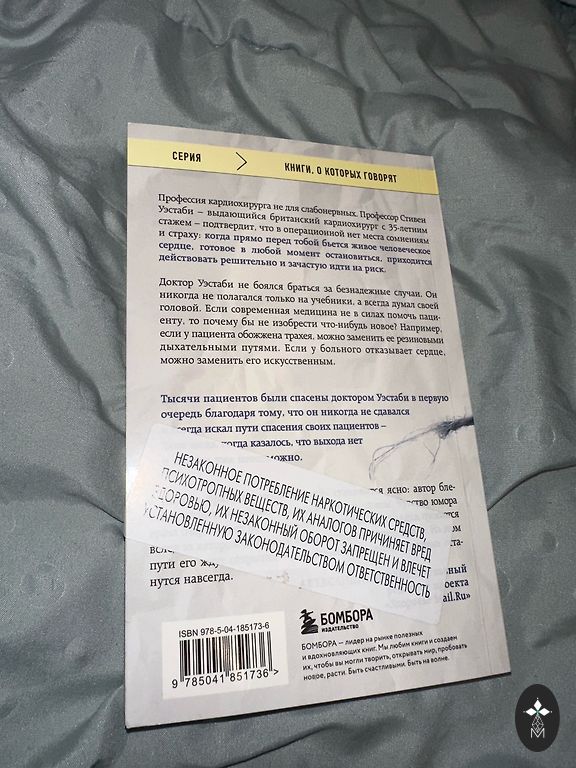 СЕРИЯ
КНИГИ, О КОТОРЫХ ГОВОРЯТ
Профессия кардиохирурга не для слабонервных. Профессор Стивен
Уэстаби – выдающийся британский кардиохирург с 35-летним
стажем – подтвердит, что в операционной нет места сомнениям
и страху: когда прямо перед тобой бьется живое человеческое
сердце, готовое в любой момент остановиться, приходится
действовать решительно и зачастую идти на риск.
Доктор Уэстаби не боялся браться за безнадежные случаи. Он
никогда не полагался только на учебники, а всегда думал своей
головой. Если современная медицина не в силах помочь паци-
енту, то почему бы не изобрести что-нибудь новое? Например,
если у пациента обожжена трахея, можно заменить ее резиновыми
дыхательными путями. Если у больного отказывает сердце,
можно заменить его искусственным.
Тысячи пациентов были спасены доктором Уэстаби в первую
очередь благодаря тому, что он никогда не сдавался
всегда искал пути спасения своих пациентов –
когда казалось, что выхода нет
можно.
ясно: автор бле-
юмора
НЕЗАКОННОЕ ПОТРЕБЛЕНИЕ НАРКОТИЧЕСКИХ СРЕДСТВ,
ПСИХОТРОПНЫХ ВЕЩЕСТВ, ИХ АНАЛОГОВ ПРИЧИНЯЕТ ВРЕД
ЗДОРОВЬЮ, ИХ НЕЗАКОННЫЙ ОБОРОТ ЗАПРЕЩЕН И ВЛЕЧЕТ
УСТАНОВЛЕННУЮ ЗАКОНОДАТЕЛЬСТВОМ ОТВЕТСТВЕННОСТЬ
пути его
нутся навсегда.
ail.Ru»
ISBN 978-5-04-185173-6
9 785041 851736 >
БОМБОРА
ИЗДАТЕЛЬСТВО
БОМБОРА – лидер на рынке полезных
и вдохновляющих книг. Мы любим книги и создаем
их, чтобы вы могли творить, открывать мир, пробовать
новое, расти. Быть счастливыми. Быть на волне.
M